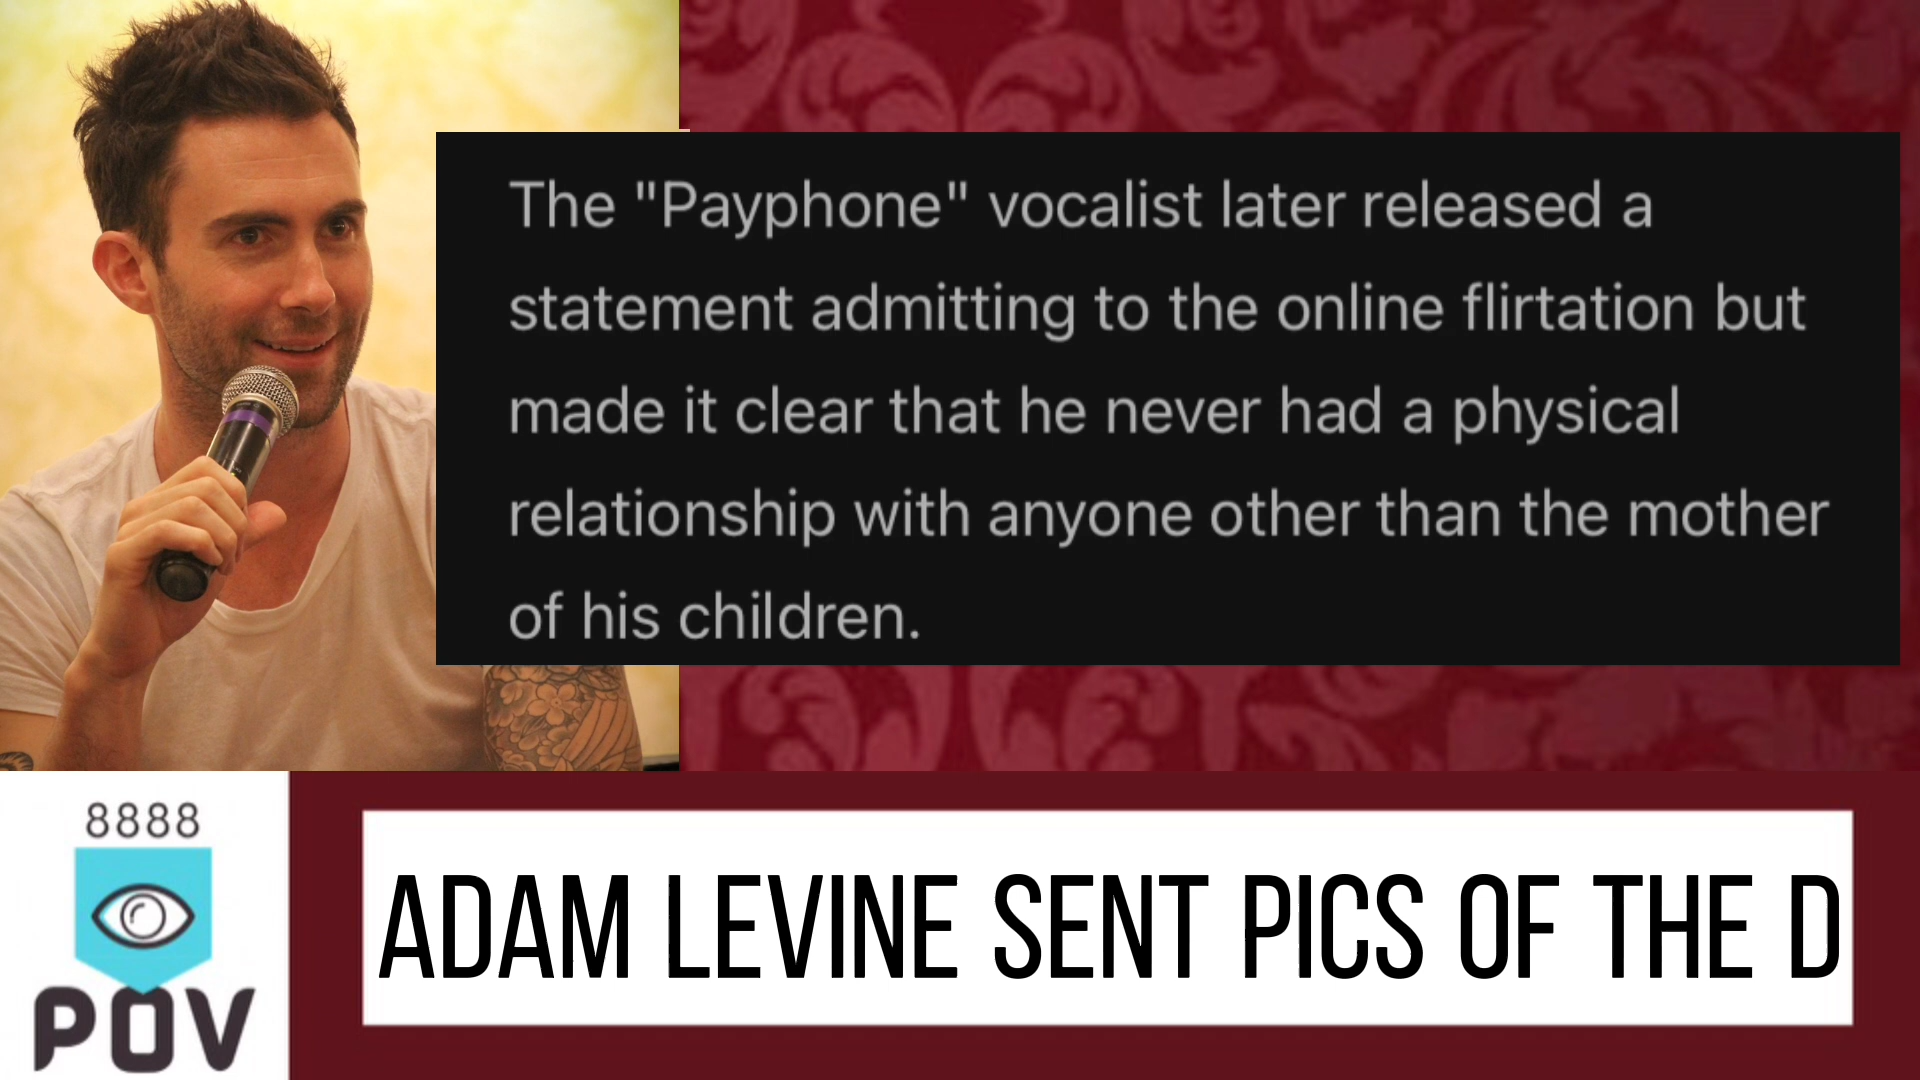 The "Payphone" vocalist later released a
statement admitting to the online flirtation but
made it clear that he never had a physical
relationship with anyone other than the mother
of his children.
8888
POV
ADAM LEVINE SENT PICS OF THE D